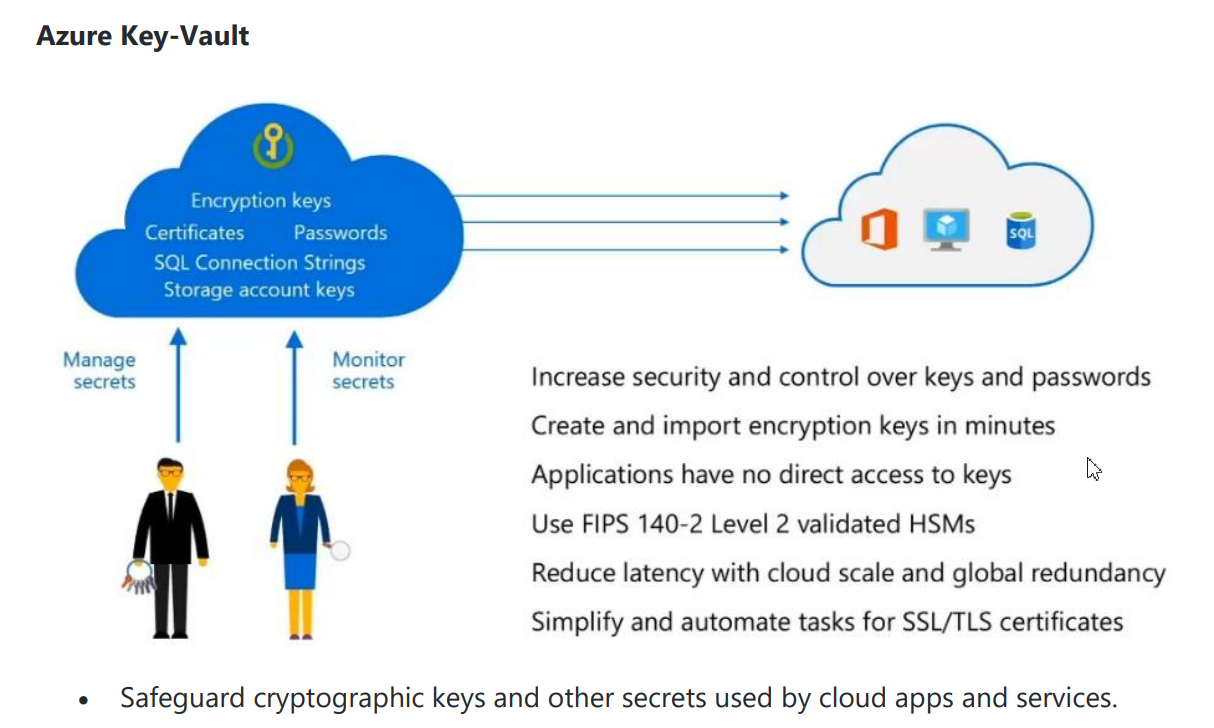 Azure Key-Vault
Encryption keys
Certificates Passwords
SQL Connection Strings
Storage account keys
SQL
Manage
secrets
Monitor
secrets
Increase security and control over keys and passwords
Create and import encryption keys in minutes
Applications have no direct access to keys
Use FIPS 140-2 Level 2 validated HSMs
Reduce latency with cloud scale and global redundancy
Simplify and automate tasks for SSL/TLS certificates
• Safeguard cryptographic keys and other secrets used by cloud apps and services.